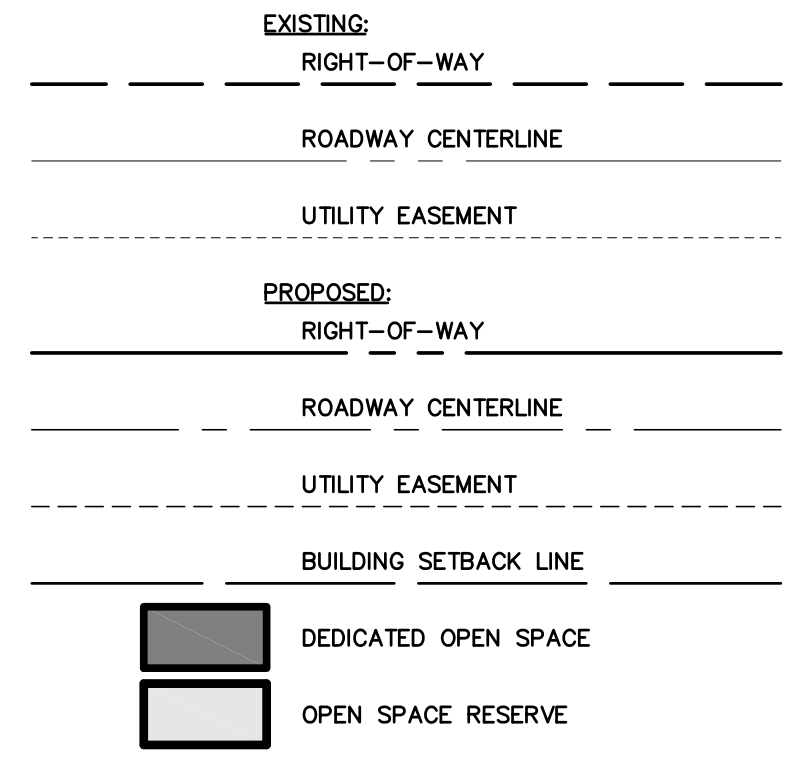 EXISTING:
RIGHT-OF-WAY
ROADWAY CENTERLINE
UTILITY EASEMENT
PROPOSED:
RIGHT-OF-WAY
ROADWAY CENTERLINE
UTILITY EASEMENT
BUILDING SETBACK LINE
DEDICATED OPEN SPACE
OPEN SPACE RESERVE